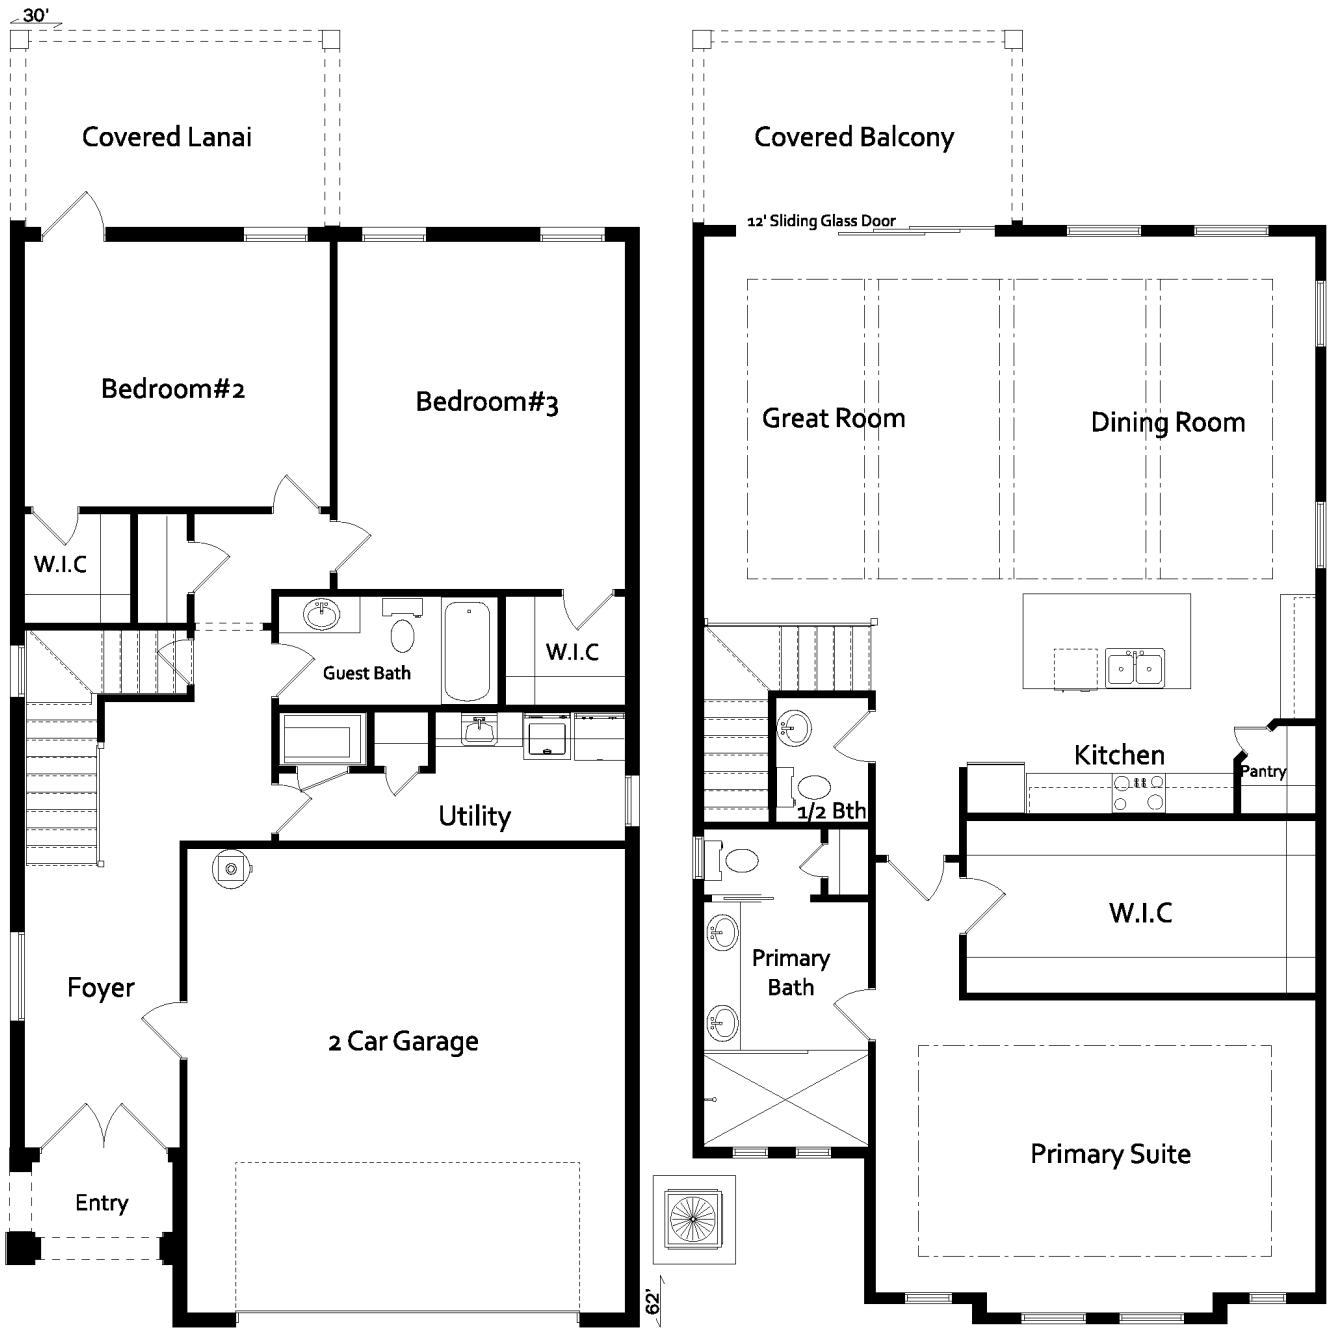 30'
Covered Lanai
Bedroom#2
Bedroom#3
W.I.C
W.I.C
Guest Bath
Utility
Foyer
2 Car Garage
Entry
62'
Covered Balcony
12' Sliding Glass Door
Great Room
Dining Room
Kitchen
Pantry
1/2 Bth
W.I.C
Primary
Bath
Primary Suite